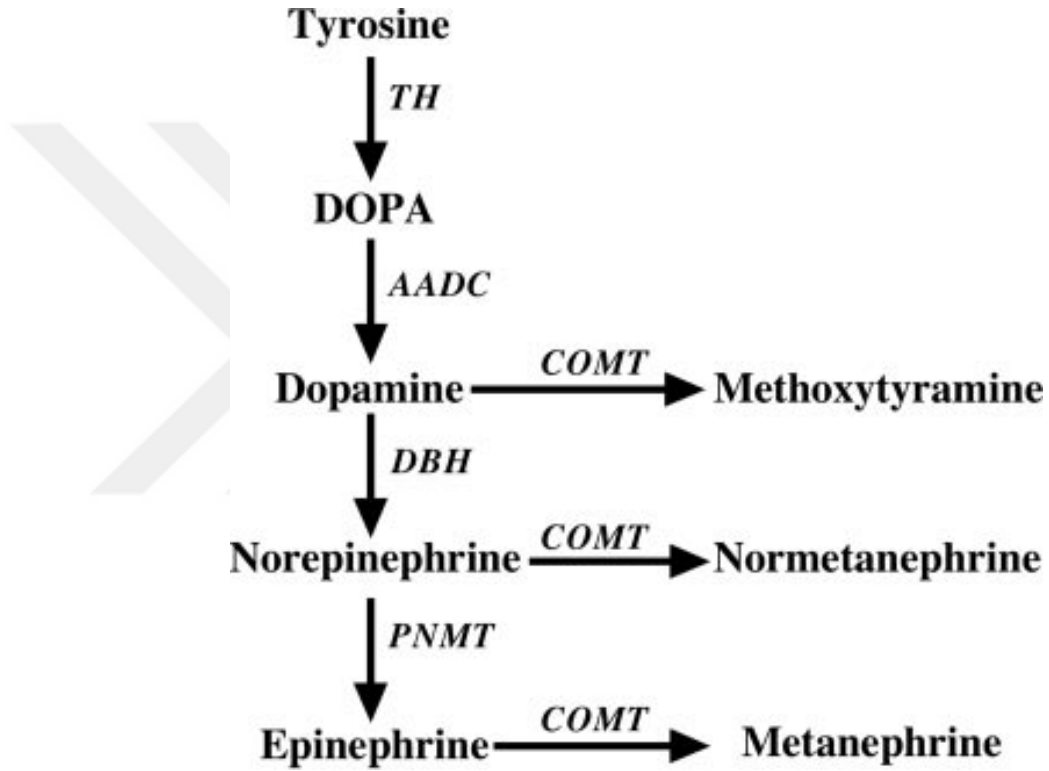 Tyrosine
TH
DOPA
AADC
COMT
Dopamine Methoxytyramine
DBH
COMT
Norepinephrine Normetanephrine
PNMT
COMT
Epinephrine Metanephrine